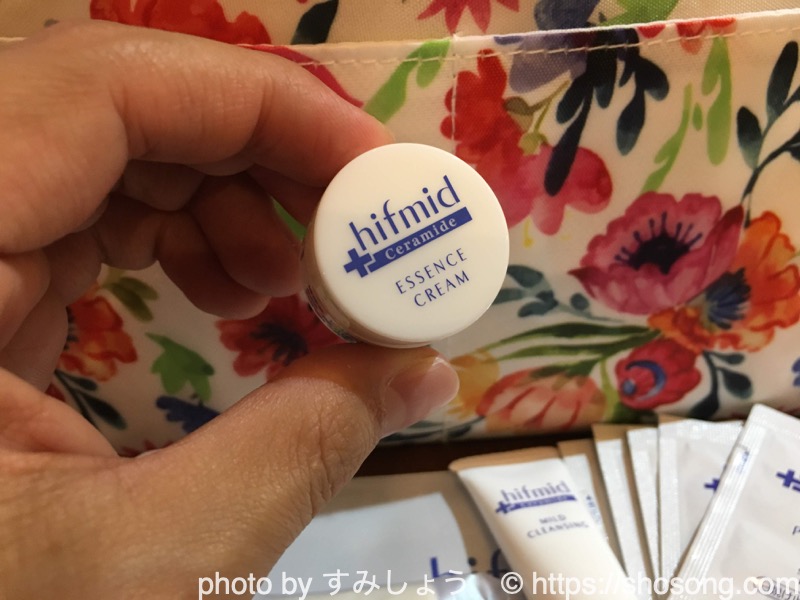 hifmid
Ceramide
ESSENCE
CREAM
hifmid
MILD
CLEANSING
photo by すみしょう © https://shosong.com